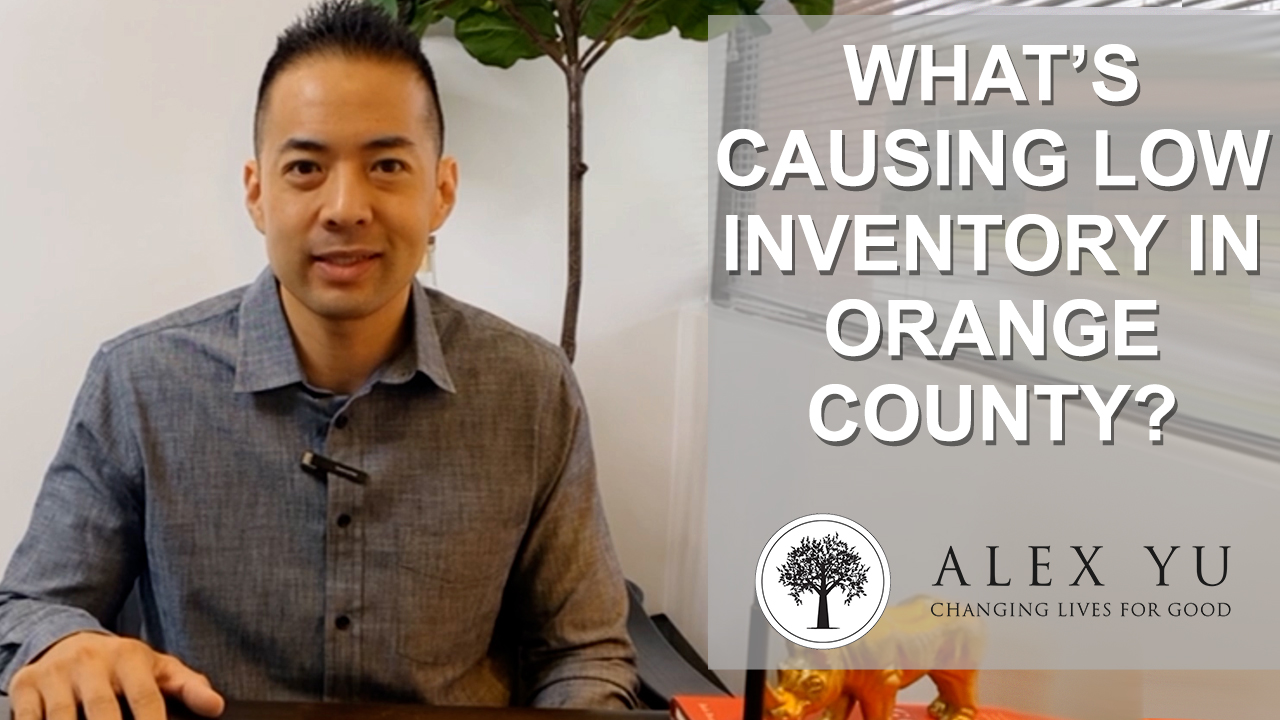 WHAT'S
CAUSING LOW
INVENTORY IN
ORANGE
COUNTY?
ALEX YU
CHANGING LIVES FOR GOOD